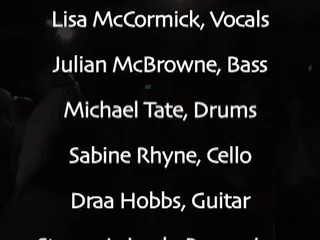 Lisa McCormick, Vocals
Julian McBrowne, Bass
Michael Tate, Drums
Sabine Rhyne, Cello
Draa Hobbs, Guitar